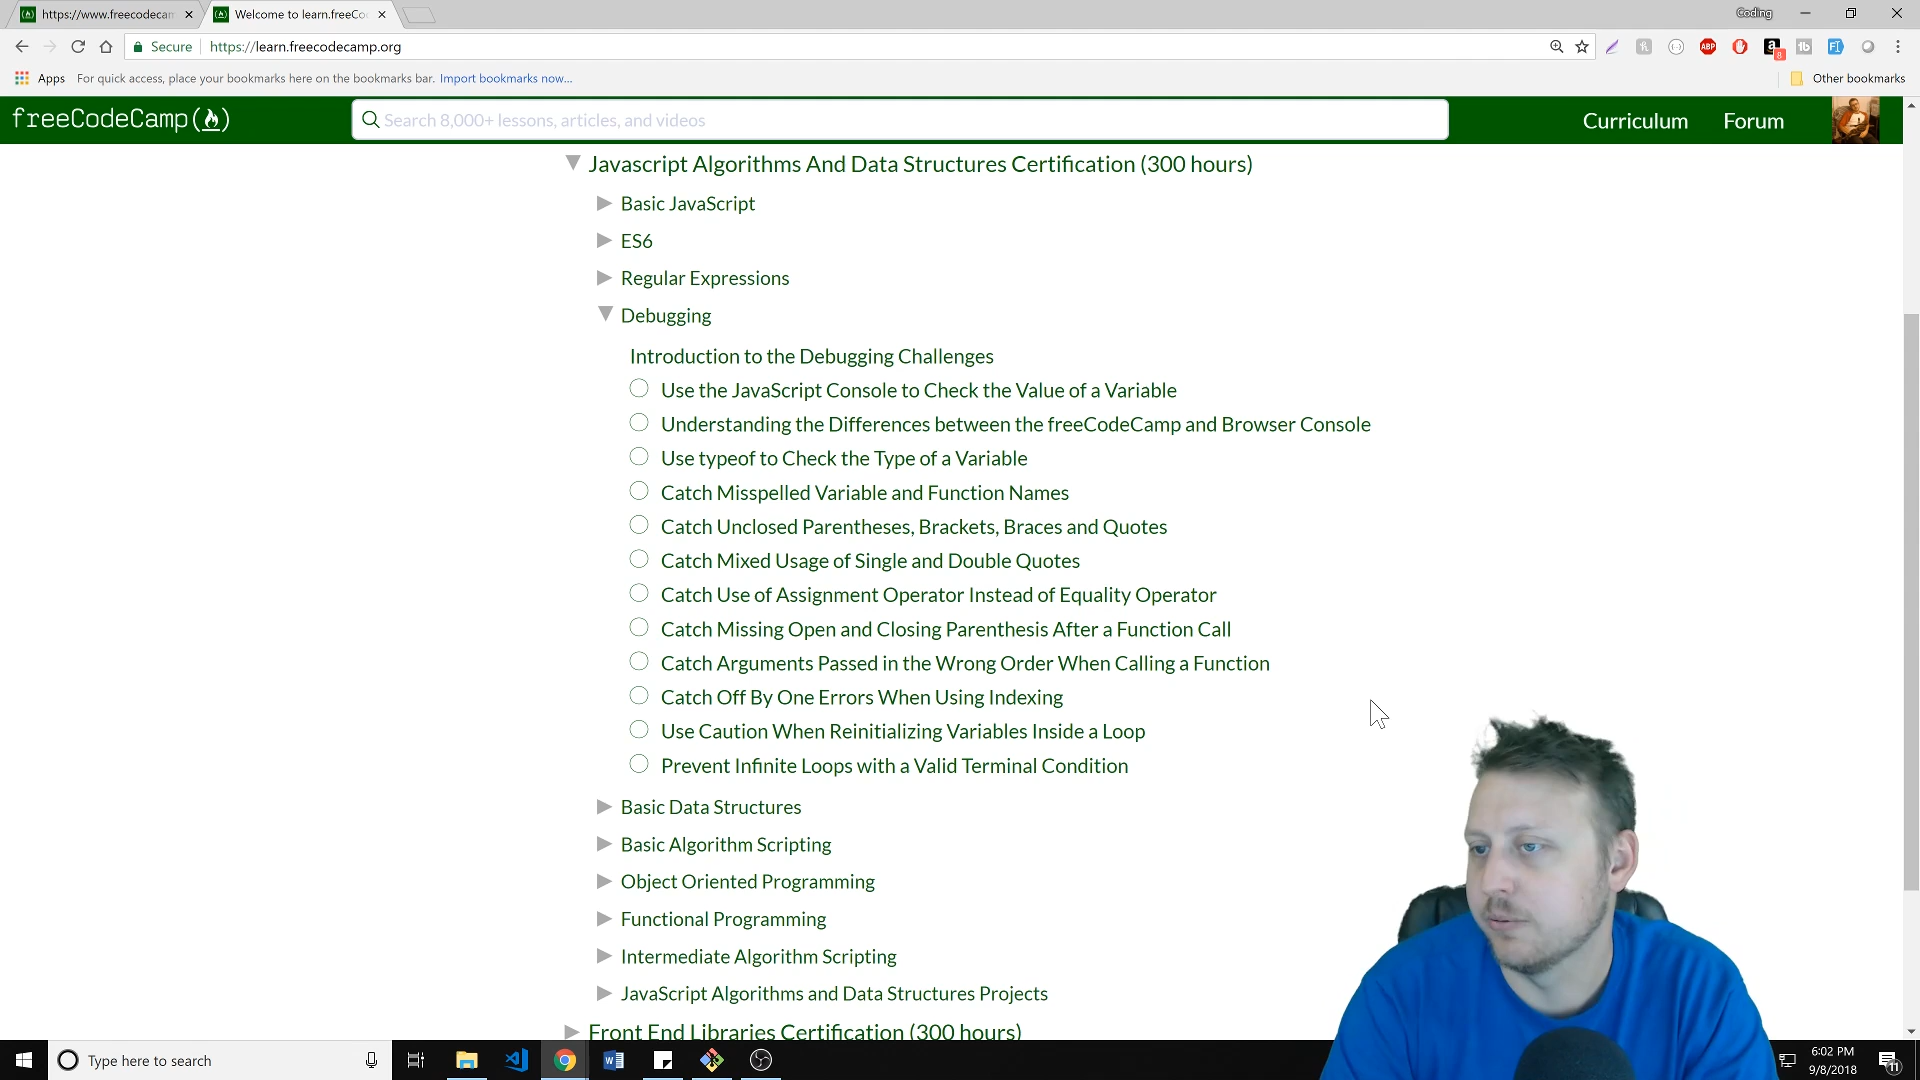 https://www.freecodecam
Welcome to learn.freeCo
Coding
Secure
https://learn.freecodecamp.org
ABP
8
Apps
For quick access, place your bookmarks here on the bookmarks bar.
Import bookmarks now...
Other bookmarks
freeCodeCamp
Search 8,000+ lessons, articles, and videos
Curriculum
Forum
Javascript Algorithms And Data Structures Certification (300 hours)
Basic JavaScript
ES6
Regular Expressions
Debugging
Introduction to the Debugging Challenges
Use the JavaScript Console to Check the Value of a Variable
Understanding the Differences between the freeCodeCamp and Browser Console
Use typeof to Check the Type of a Variable
Catch Misspelled Variable and Function Names
Catch Unclosed Parentheses, Brackets, Braces and Quotes
Catch Mixed Usage of Single and Double Quotes
Catch Use of Assignment Operator Instead of Equality Operator
Catch Missing Open and Closing Parenthesis After a Function Call
Catch Arguments Passed in the Wrong Order When Calling a Function
Catch Off By One Errors When Using Indexing
Use Caution When Reinitializing Variables Inside a Loop
Prevent Infinite Loops with a Valid Terminal Condition
Basic Data Structures
Basic Algorithm Scripting
Object Oriented Programming
Functional Programming
Intermediate Algorithm Scripting
JavaScript Algorithms and Data Structures Projects
Front End Libraries Certification (300 hours)
Type here to search
6:02 PM
9/8/2018
11